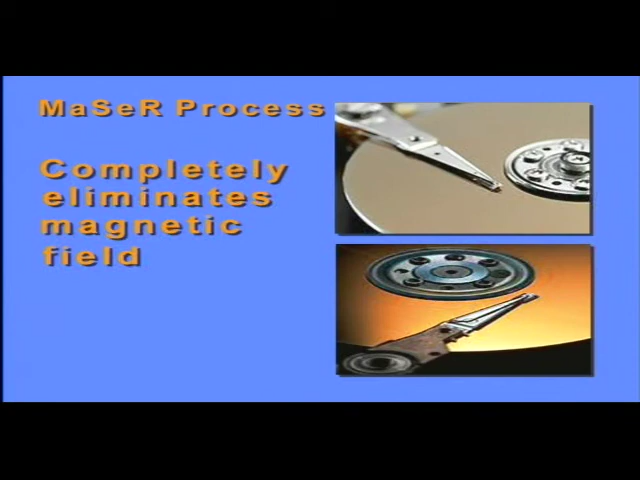 MaSeR Process
Completely
eliminates
magnetic
field